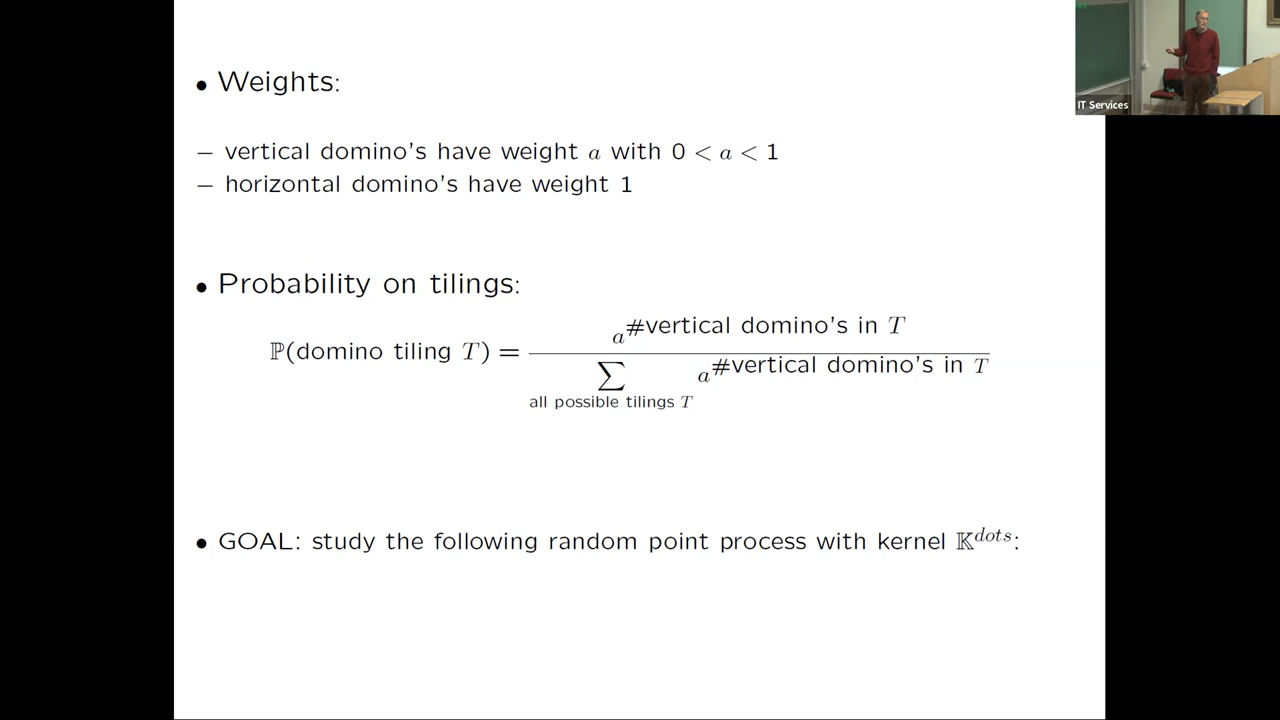 • Weights:
– vertical domino's have weight a with 0 < a < 1
– horizontal domino's have weight 1
• Probability on tilings:
ℙ(domino tiling T) = a^#vertical domino's in T
∑ a^#vertical domino's in T
all possible tilings T
• GOAL: study the following random point process with kernel 𝕂^dots:
IT Services